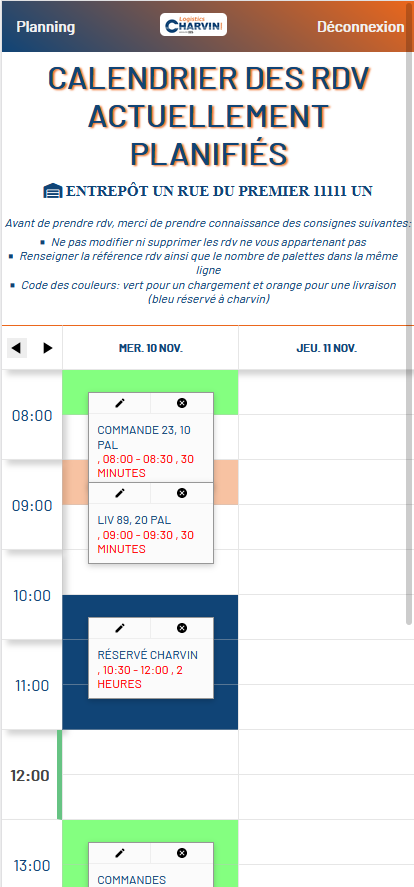 Planning
Logistics
CHARVIN
Déconnexion
CALENDRIER DES RDV
ACTUELLEMENT
PLANIFIÉS
ENTREPÔT UN RUE DU PREMIER 11111 UN
Avant de prendre rdv, merci de prendre connaissance des consignes suivantes:
▪ Ne pas modifier ni supprimer les rdv ne vous appartenant pas
▪ Renseigner la référence rdv ainsi que le nombre de palettes dans la même
ligne
▪ Code des couleurs: vert pour un chargement et orange pour une livraison
(bleu réservé à charvin)
MER. 10 NOV.
JEU. 11 NOV.
08:00
COMMANDE 23, 10
PAL
, 08:00 - 08:30 , 30
MINUTES
09:00
LIV 89, 20 PAL
, 09:00 - 09:30 , 30
MINUTES
10:00
RÉSERVÉ CHARVIN
, 10:30 - 12:00 , 2
HEURES
11:00
12:00
13:00
COMMANDES